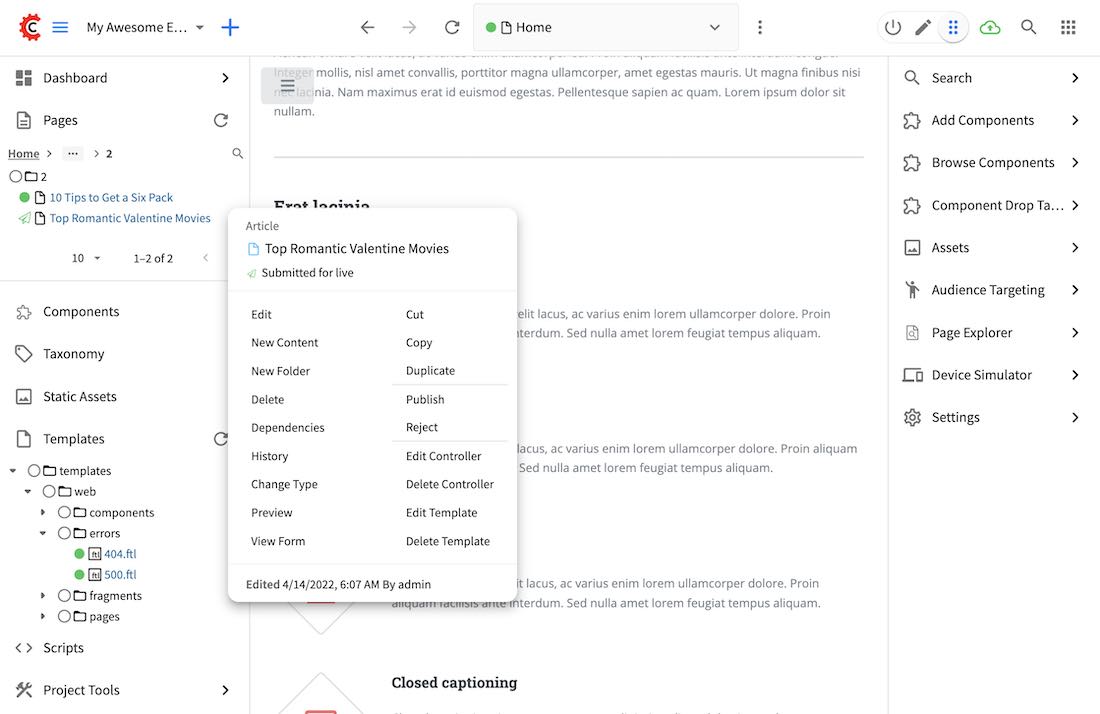 My Awesome E...
Home
Dashboard
Pages
Home > ... > 2
2
10 Tips to Get a Six Pack
Top Romantic Valentine Movies
10
1–2 of 2
Components
Taxonomy
Static Assets
Templates
templates
web
components
errors
ftl 404.ftl
ftl 500.ftl
fragments
pages
Scripts
Project Tools
Integer mollis, nisl amet convallis, porttitor magna ullamcorper, amet egestas mauris. Ut magna finibus nisi
nec lacinia. Nam maximus erat id euismod egestas. Pellentesque sapien ac quam. Lorem ipsum dolor sit
nullam.
Erat lacinia
Article
Top Romantic Valentine Movies
Submitted for live
Edit
New Content
New Folder
Delete
Dependencies
History
Change Type
Preview
View Form
Cut
Copy
Duplicate
Publish
Reject
Edit Controller
Delete Controller
Edit Template
Delete Template
Edited 4/14/2022, 6:07 AM By admin
velit lacus, ac varius enim lorem ullamcorper dolore. Proin
interdum. Sed nulla amet lorem feugiat tempus aliquam.
lacus, ac varius enim lorem ullamcorper dolore. Proin aliquam
Sed nulla amet lorem feugiat tempus aliquam.
lacus, ac varius enim lorem ullamcorper dolore. Proin
aliquam facilisis ante interdum. Sed nulla amet lorem feugiat tempus aliquam.
Closed captioning
Search
Add Components
Browse Components
Component Drop Ta...
Assets
Audience Targeting
Page Explorer
Device Simulator
Settings